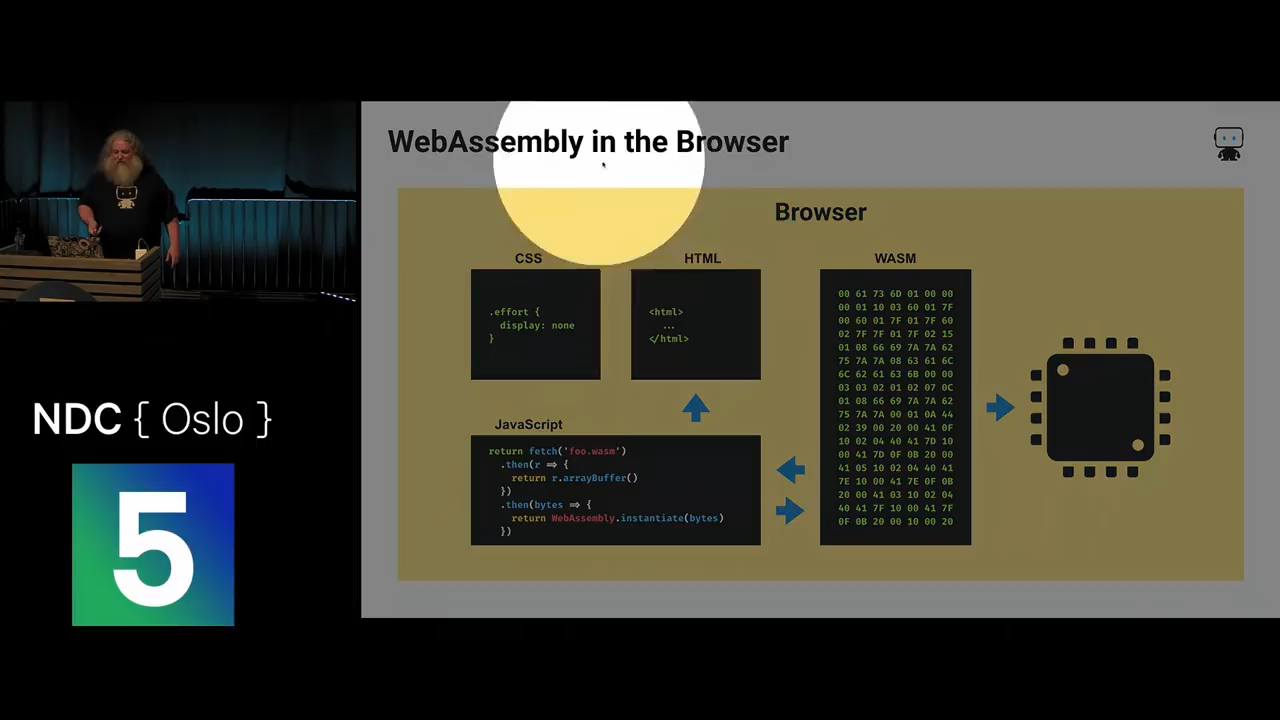 WebAssembly in the Browser
Browser
CSS
.effort {
display: none
}
HTML
<html>
...
</html>
WASM
00 61 73 6D 01 00 00
00 01 10 03 60 01 7F
00 60 01 7F 01 7F 60
02 7F 7F 01 7F 02 15
01 08 66 69 7A 7A 62
75 7A 7A 08 63 61 6C
6C 62 61 63 6B 00 00
03 03 02 01 02 07 0C
01 08 66 69 7A 7A 62
75 7A 7A 00 01 0A 44
02 39 00 20 00 41 0F
10 02 04 40 41 7D 10
00 41 7D 0F 0B 20 00
41 05 10 02 04 40 41
7E 10 00 41 7E 0F 0B
20 00 41 03 10 02 04
40 41 7F 10 00 41 7F
0F 0B 20 00 10 00 20
JavaScript
return fetch('foo.wasm')
.then(r => {
return r.arrayBuffer()
})
.then(bytes => {
return WebAssembly.instantiate(bytes)
})
NDC { Oslo }
5